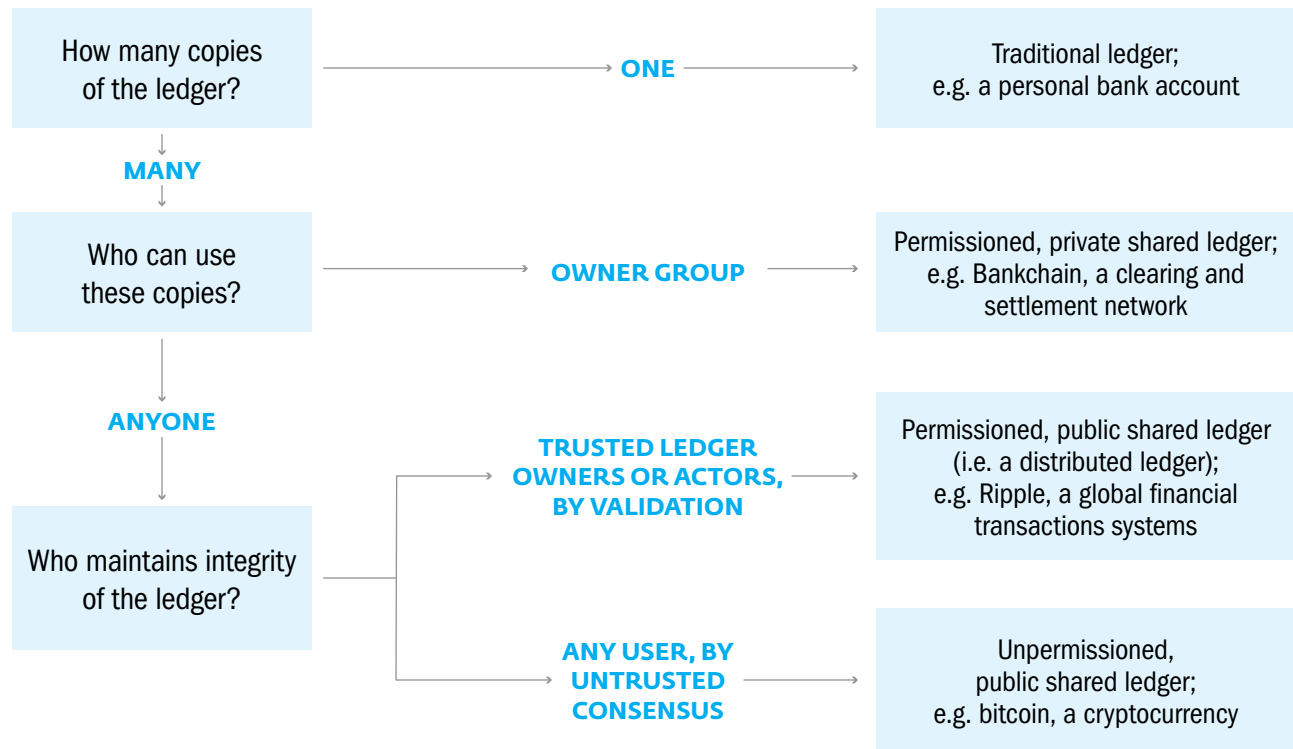 How many copies
of the ledger?
ONE
Traditional ledger;
e.g. a personal bank account
MANY
Who can use
these copies?
OWNER GROUP
Permissioned, private shared ledger;
e.g. Bankchain, a clearing and
settlement network
ANYONE
Who maintains integrity
of the ledger?
TRUSTED LEDGER
OWNERS OR ACTORS,
BY VALIDATION
Permissioned, public shared ledger
(i.e. a distributed ledger);
e.g. Ripple, a global financial
transactions systems
ANY USER, BY
UNTRUSTED
CONSENSUS
Unpermissioned,
public shared ledger;
e.g. bitcoin, a cryptocurrency